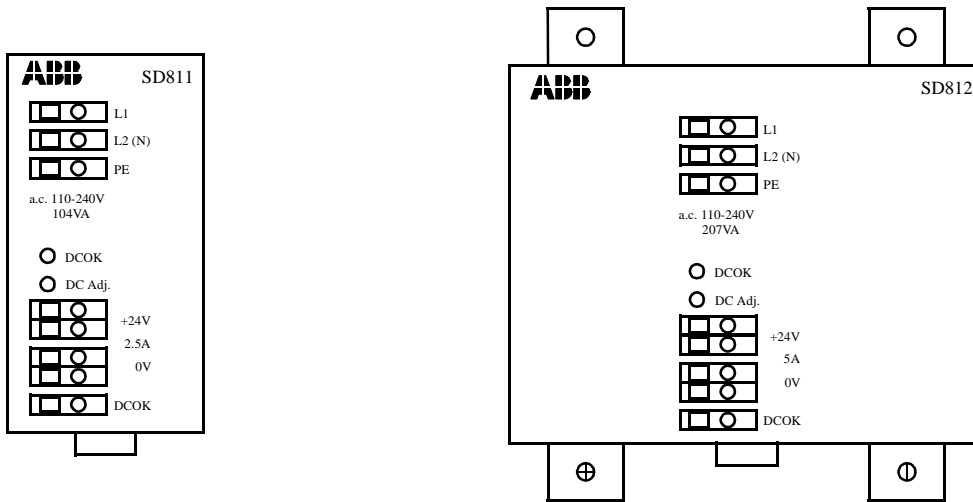 ABB SD811
L1
L2 (N)
PE
a.c. 110-240V
104VA
DCOK
DC Adj.
+24V
2.5A
0V
DCOK
ABB SD812
L1
L2 (N)
PE
a.c. 110-240V
207VA
DCOK
DC Adj.
+24V
5A
0V
DCOK